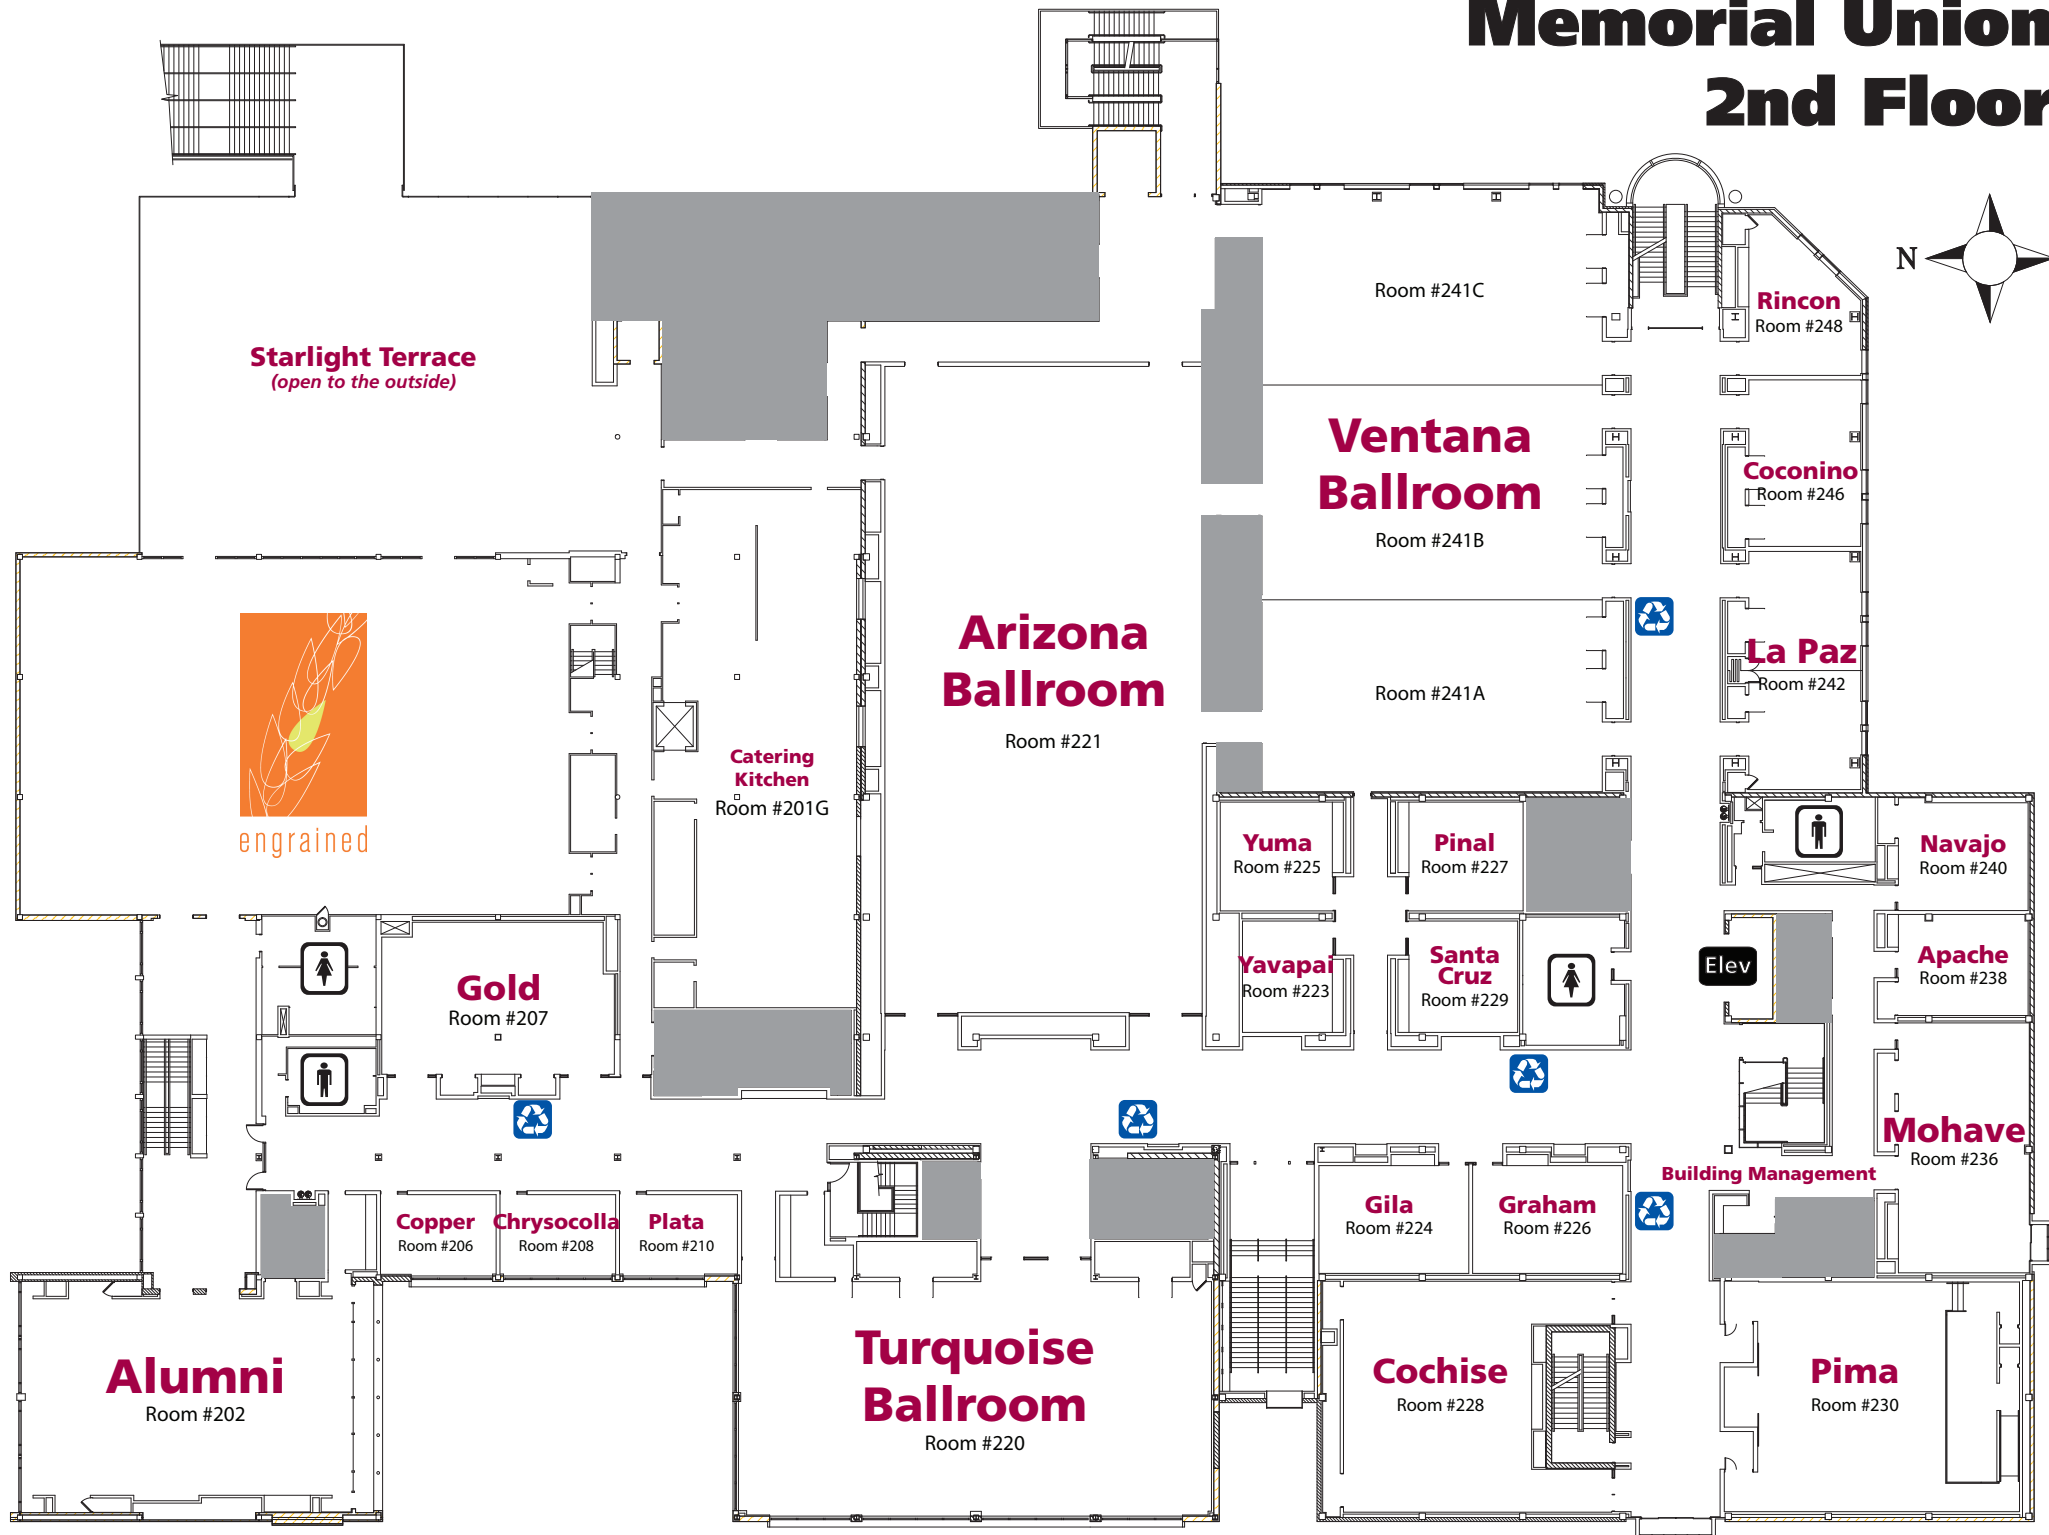 Memorial Union
2nd Floor
N
Room #241C
Rincon
Room #248
Starlight Terrace
(open to the outside)
Ventana
Ballroom
Room #241B
Coconino
Room #246
Arizona
Ballroom
Room #221
Room #241A
La Paz
Room #242
engrained
Catering
Kitchen
Room #201G
Yuma
Room #225
Pinal
Room #227
Navajo
Room #240
Gold
Room #207
Yavapai
Room #223
Santa
Cruz
Room #229
Elev
Apache
Room #238
Mohave
Room #236
Building Management
Copper
Room #206
Chrysocolla
Room #208
Plata
Room #210
Gila
Room #224
Graham
Room #226
Alumni
Room #202
Turquoise
Ballroom
Room #220
Cochise
Room #228
Pima
Room #230